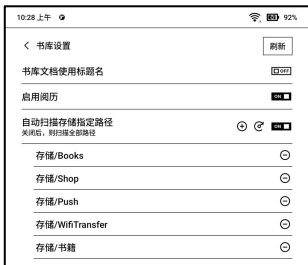 10:28 上午 92%
书库设置 刷新
书库文档使用标题名 OFF
启用阅历 ON
自动扫描存储指定路径 ON
关闭后，则扫描全部路径
存储/Books
存储/Shop
存储/Push
存储/WifiTransfer
存储/书籍